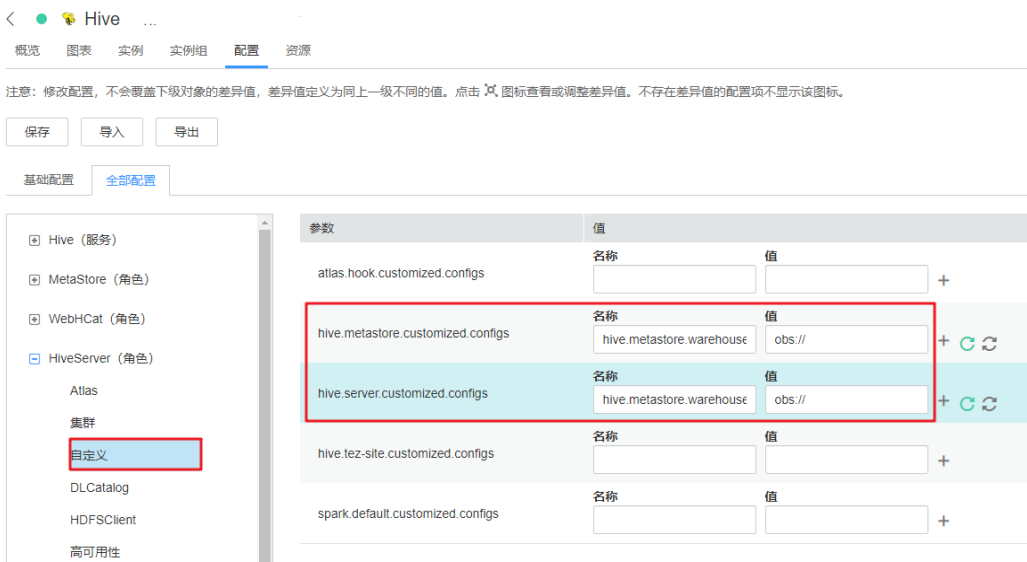 Hive ...
概览 图表 实例 实例组 配置 资源
注意：修改配置，不会覆盖下级对象的差异值，差异值定义为同上一级不同的值。点击 图标查看或调整差异值。不存在差异值的配置项不显示该图标。
保存 导入 导出
基础配置 全部配置
Hive（服务）
MetaStore（角色）
WebHCat（角色）
HiveServer（角色）
Atlas
集群
自定义
DLCatalog
HDFSClient
高可用性
参数 值
名称 值
atlas.hook.customized.configs
名称 值
hive.metastore.customized.configs hive.metastore.warehouse obs://
名称 值
hive.server.customized.configs hive.metastore.warehouse obs://
名称 值
hive.tez-site.customized.configs
名称 值
spark.default.customized.configs